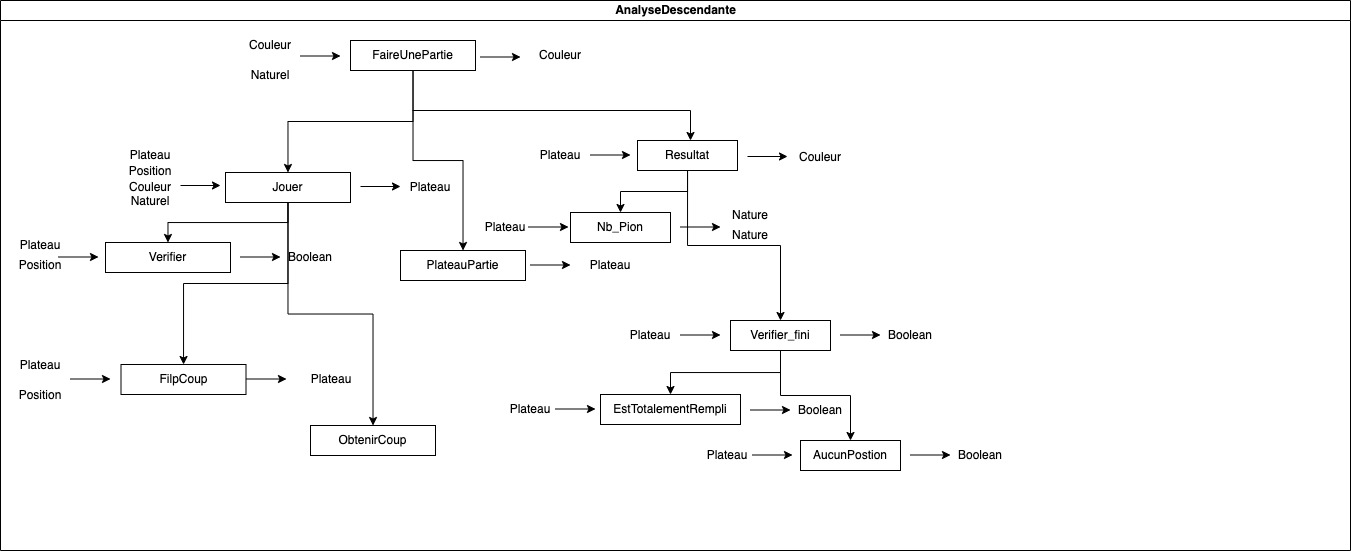 AnalyseDescendante
Couleur
Naturel
FaireUnePartie
Couleur
Plateau
Position
Couleur
Naturel
Jouer
Plateau
Plateau
Resultat
Couleur
Plateau
Position
Verifier
Boolean
PlateauPartie
Plateau
Plateau
Nb_Pion
Nature
Nature
Plateau
Verifier_fini
Boolean
Plateau
Position
FilpCoup
Plateau
ObtenirCoup
Plateau
EstTotalementRempli
Boolean
Plateau
AucunPostion
Boolean